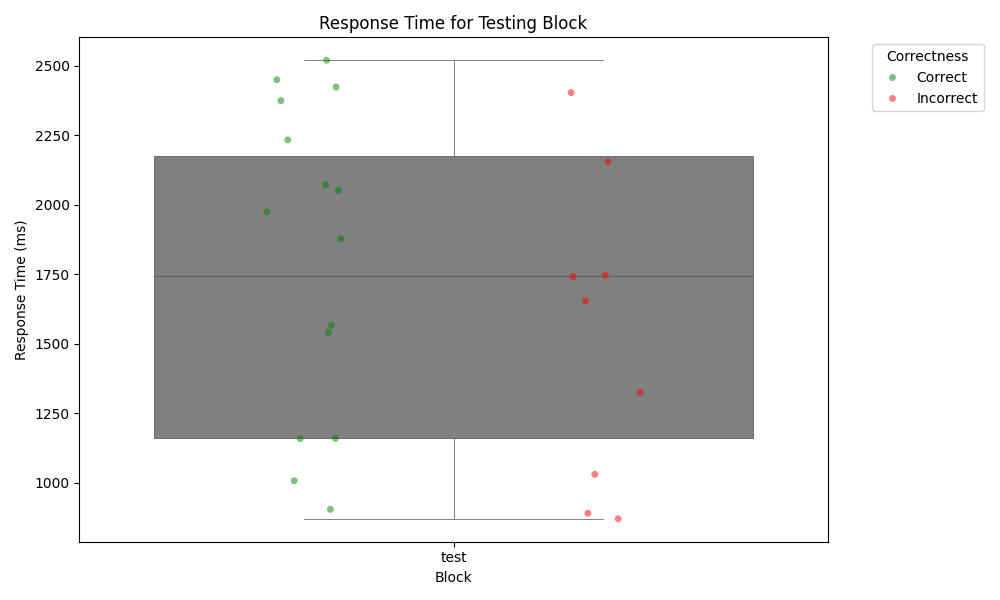 Response Time for Testing Block
Correctness
Correct
Incorrect
2500
2250
2000
1750
1500
1250
1000
Response Time (ms)
test
Block